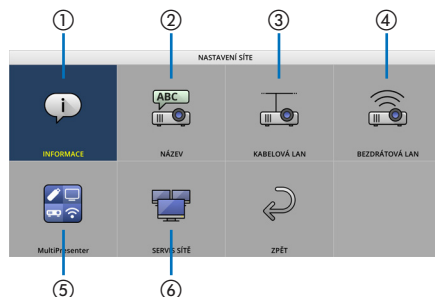 ① ② ③ ④
NASTAVENÍ SÍTE
ABC
i
INFORMACE NÁZEV KABELOVÁ LAN BEZDRÁTOVÁ LAN
MultiPresenter SERVIS SÍTĚ ZPĚT
⑤ ⑥